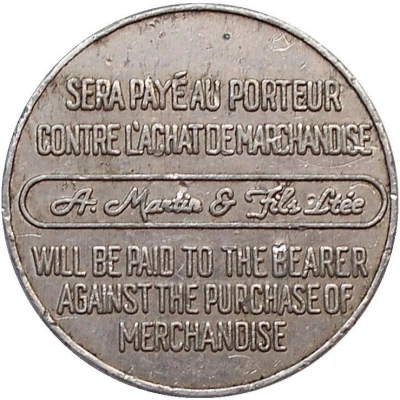 SERA PAYÉ AU PORTEUR
CONTRE L'ACHAT DE MARCHANDISE
A. Martin & Fils Ltée
WILL BE PAID TO THE BEARER
AGAINST THE PURCHASE OF
MERCHANDISE